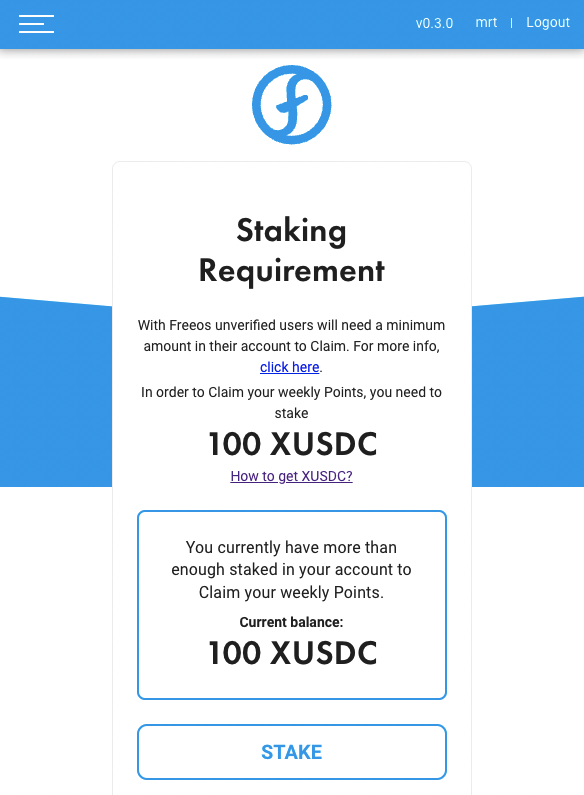 v0.3.0 mrt | Logout
Staking
Requirement
With Freeos unverified users will need a minimum
amount in their account to Claim. For more info,
click here.
In order to Claim your weekly Points, you need to
stake
100 XUSDC
How to get XUSDC?
You currently have more than
enough staked in your account to
Claim your weekly Points.
Current balance:
100 XUSDC
STAKE